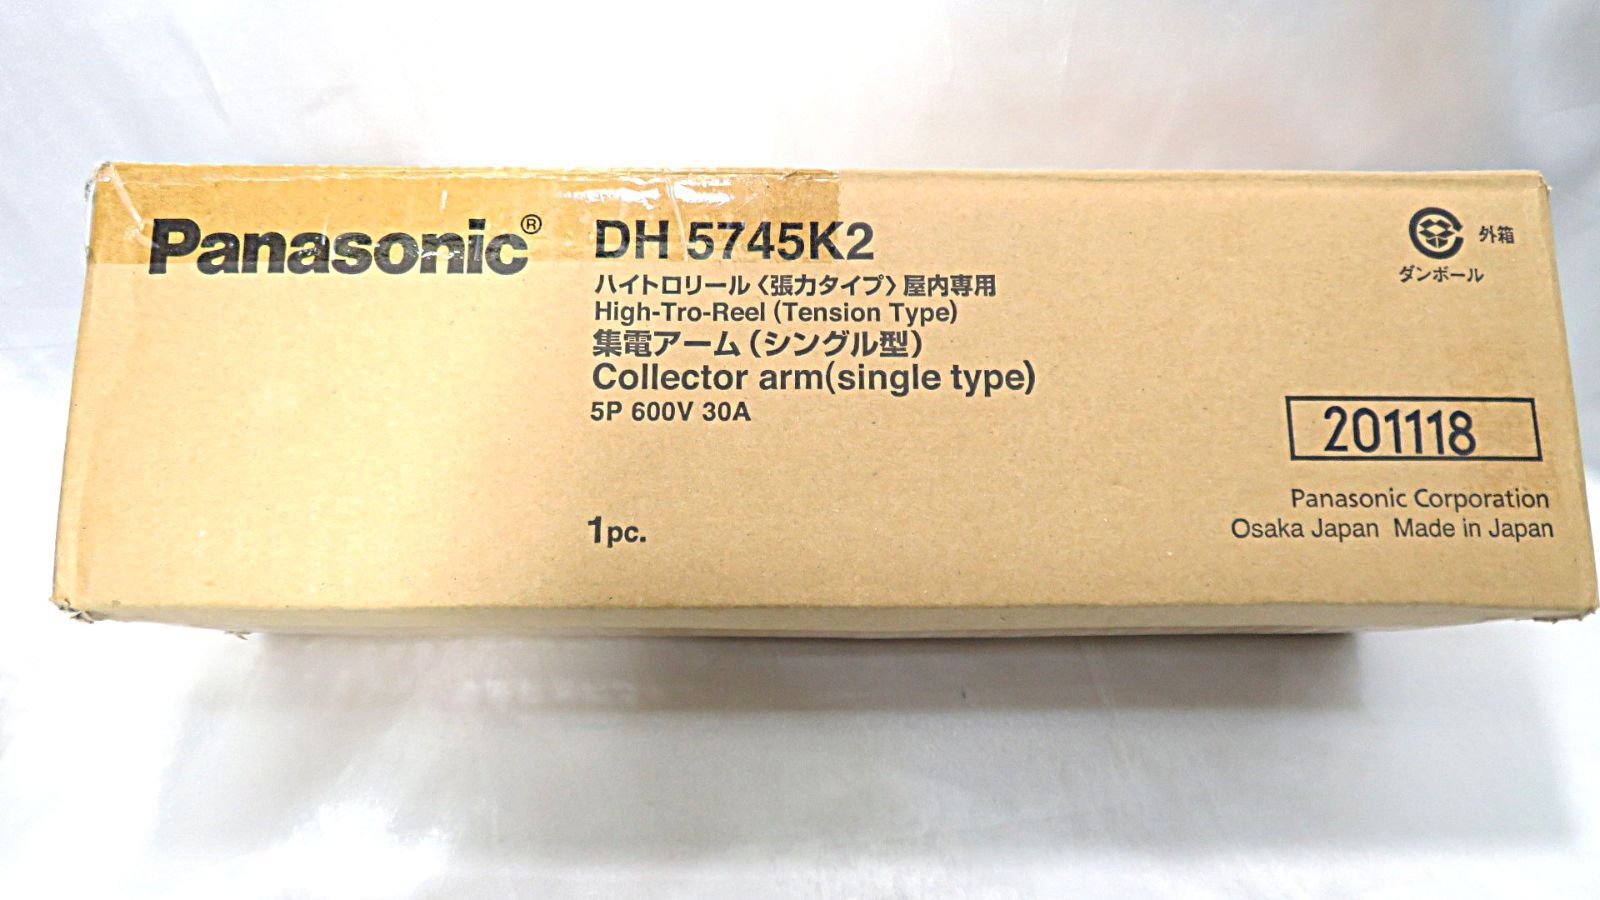 Panasonic®
DH 5745K2
ハイトロリール〈張力タイプ〉屋内専用
High-Tro-Reel (Tension Type)
集電アーム(シングル型)
Collector arm(single type)
5P 600V 30A
1pc.
外箱
ダンボール
201118
Panasonic Corporation
Osaka Japan Made in Japan